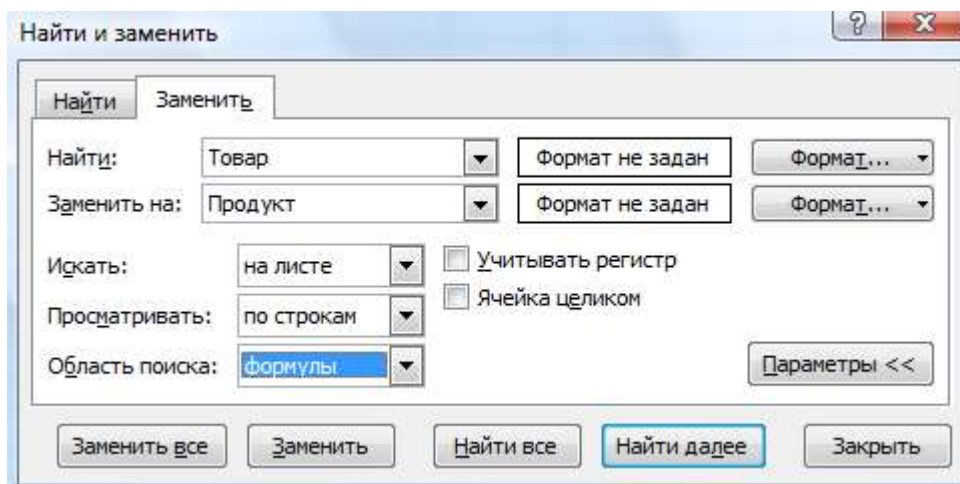 Найти и заменить
Найти Заменить
Найти: Товар Формат не задан Формат...
Заменить на: Продукт Формат не задан Формат...
Искать: на листе Учитывать регистр
Ячейка целиком
Просматривать: по строкам
Область поиска: формулы Параметры <<
Заменить все Заменить Найти все Найти далее Закрыть